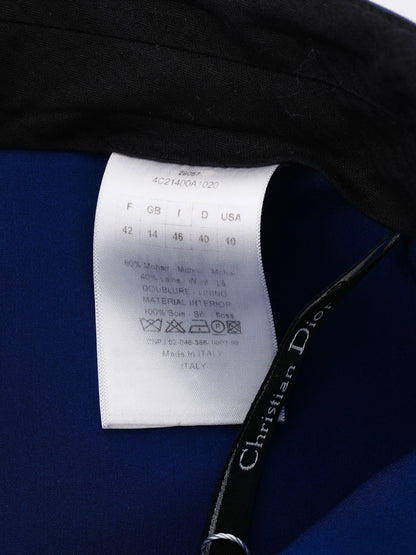 4C21400A1020
F GB I D USA
42 14 46 40 10
60% Mohair
40% Laine
DOUBLURE LINING
MATERIAL INTERIOR
100% Soie
Made in ITALY
ITALY
Christian Dior